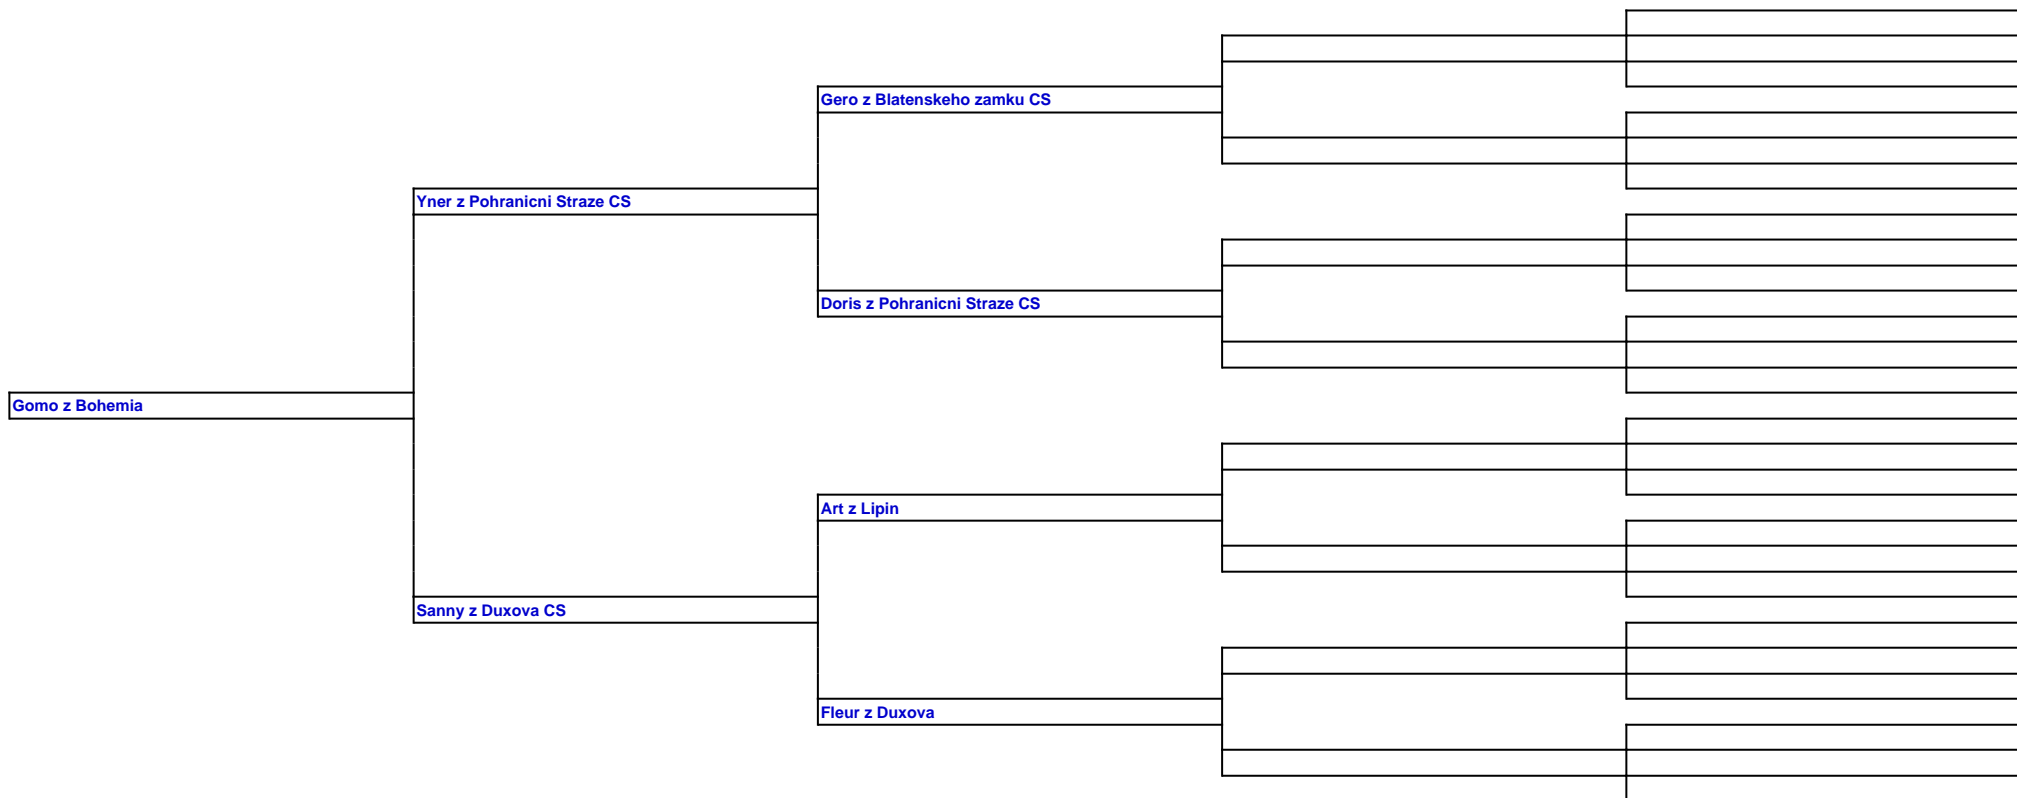 Gero z Blatenskeho zamku CS
Yner z Pohranicni Straze CS
Doris z Pohranicni Straze CS
Gomo z Bohemia
Art z Lipin
Sanny z Duxova CS
Fleur z Duxova